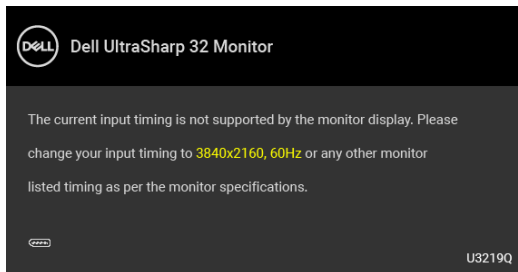 DELL
Dell UltraSharp 32 Monitor
The current input timing is not supported by the monitor display. Please
change your input timing to 3840x2160, 60Hz or any other monitor
listed timing as per the monitor specifications.
U3219Q